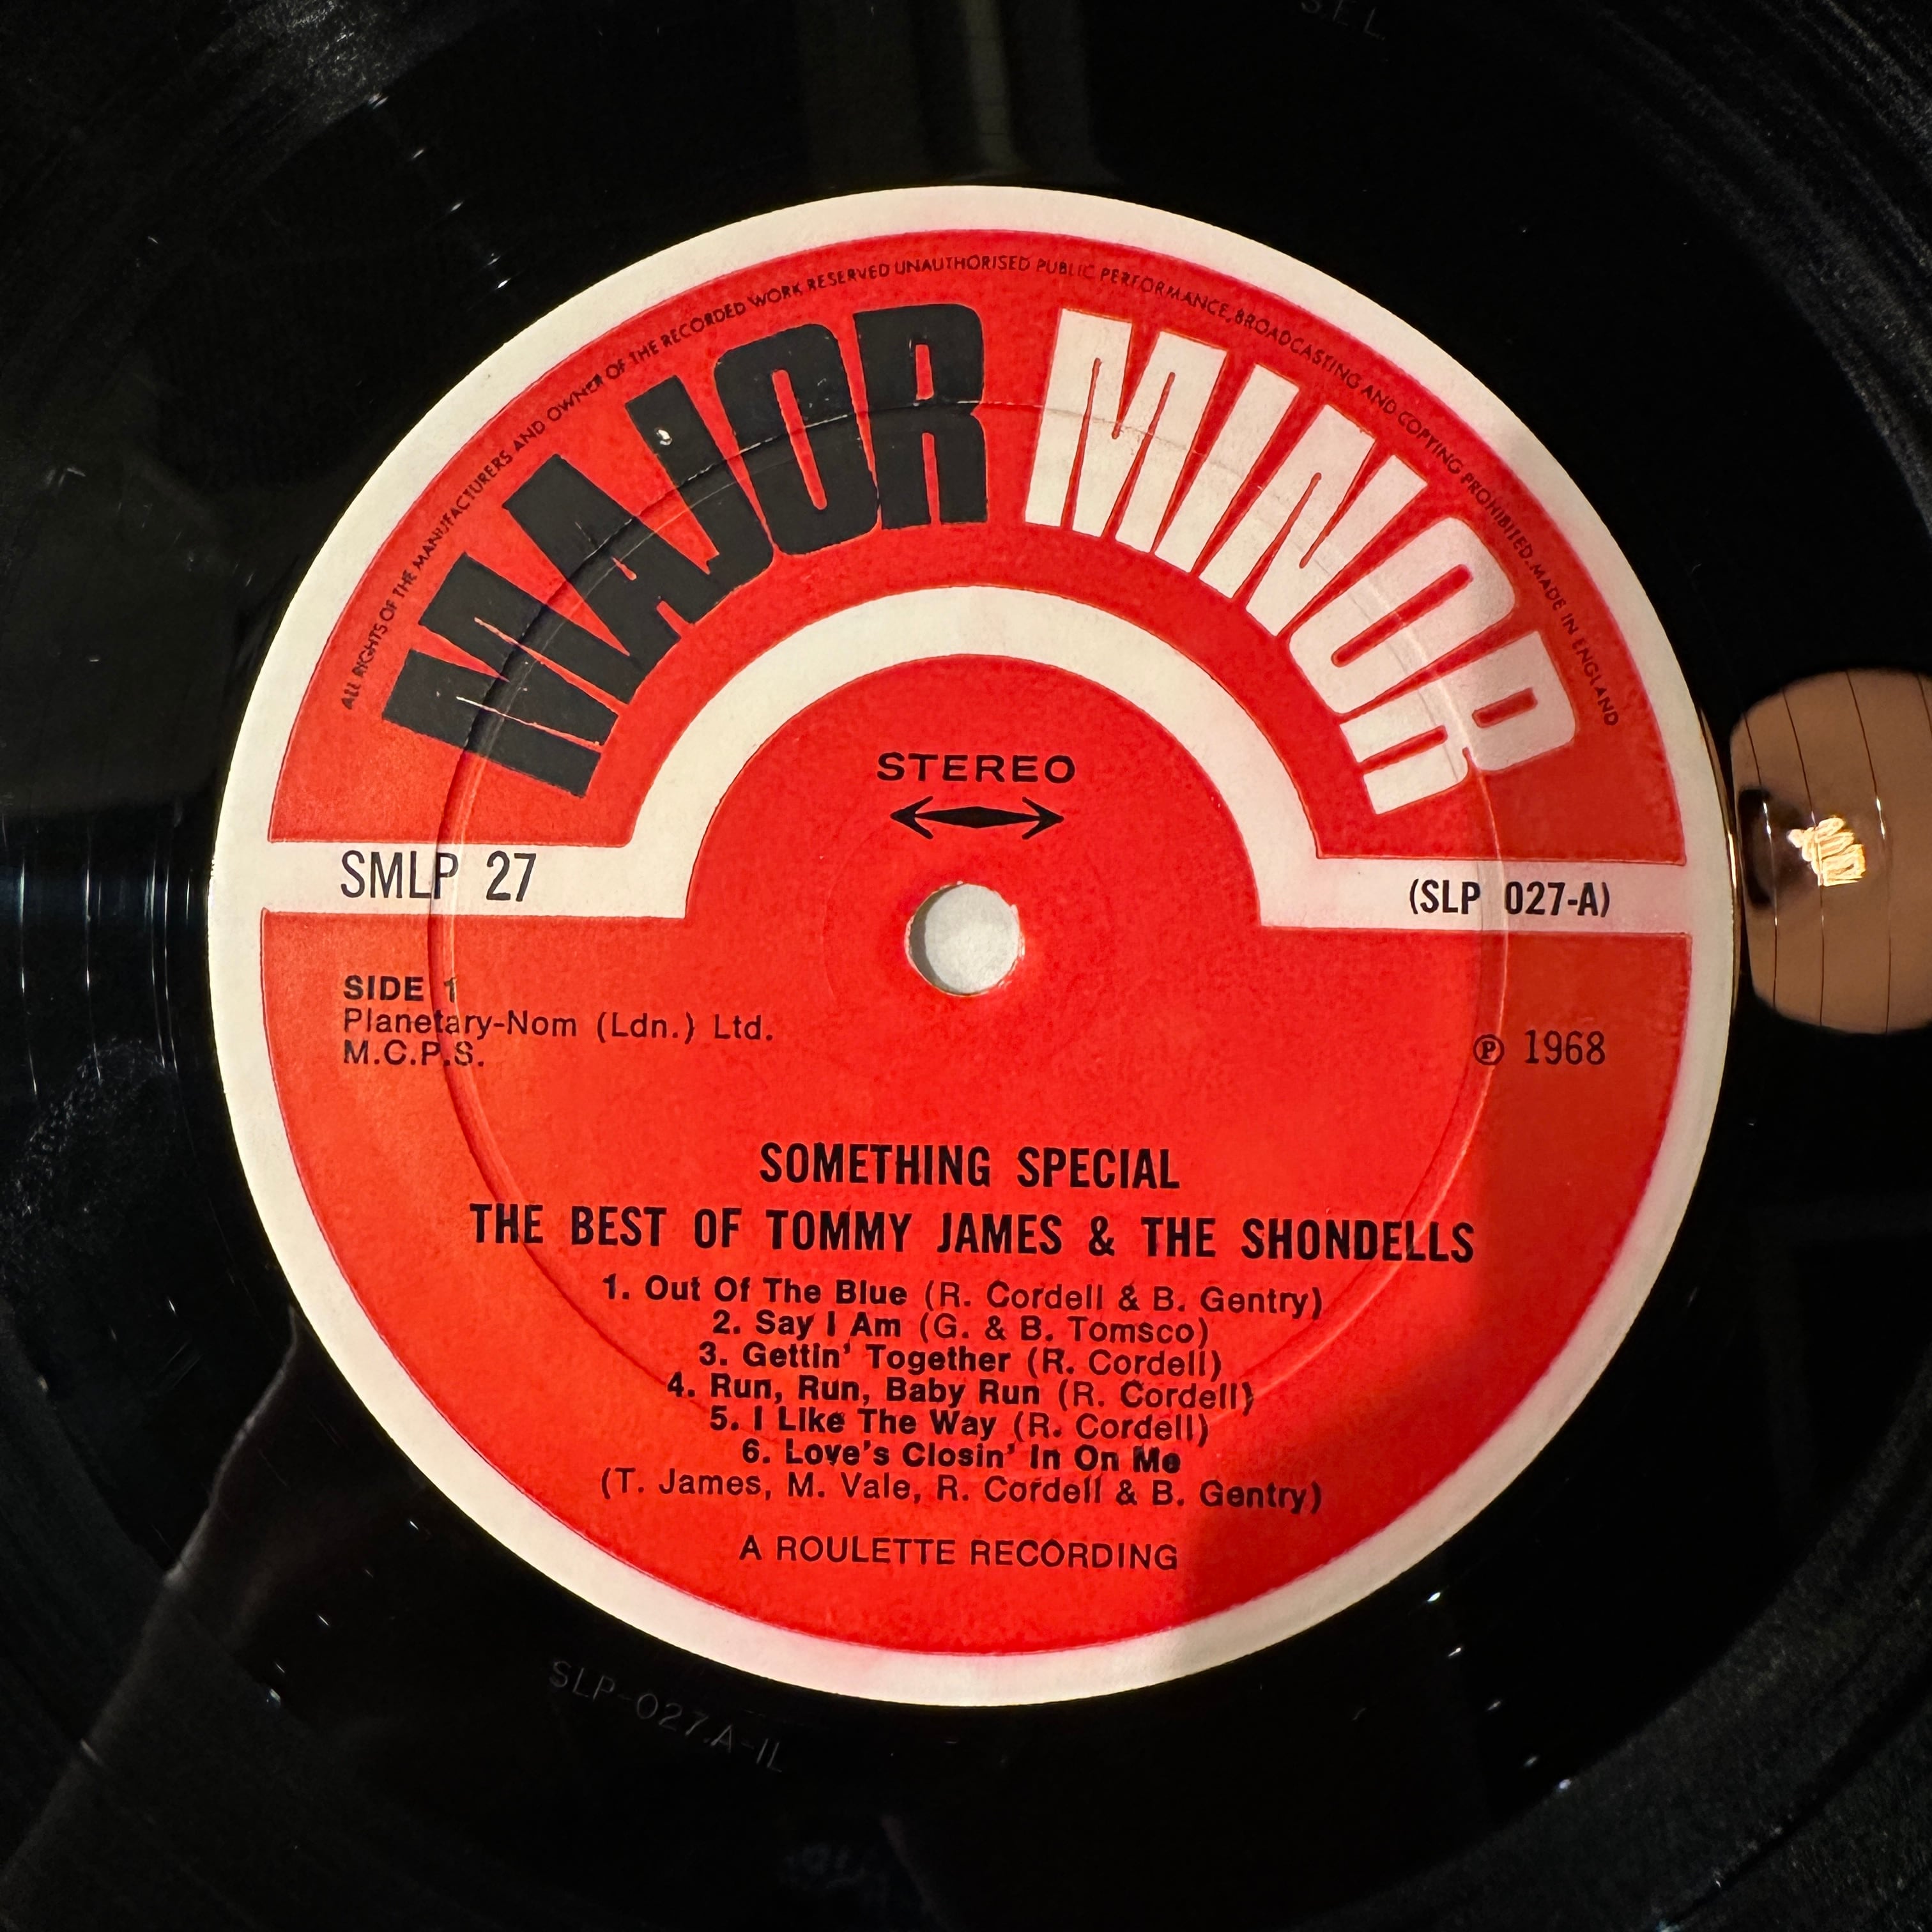 S.F.L.
ALL RIGHTS OF THE MANUFACTURERS AND OWNER OF THE RECORDED WORK RESERVED UNAUTHORISED PUBLIC PERFORMANCE, BROADCASTING AND COPYING PROHIBITED. MADE IN ENGLAND
MAJOR MINOR
STEREO
SMLP 27
(SLP 027-A)
SIDE 1
Planetary-Nom (Ldn.) Ltd.
M.C.P.S.
℗ 1968
SOMETHING SPECIAL
THE BEST OF TOMMY JAMES & THE SHONDELLS
1. Out Of The Blue (R. Cordell & B. Gentry)
2. Say I Am (G. & B. Tomsco)
3. Gettin' Together (R. Cordell)
4. Run, Run, Baby Run (R. Cordell)
5. I Like The Way (R. Cordell)
6. Love's Closin' In On Me
(T. James, M. Vale, R. Cordell & B. Gentry)
A ROULETTE RECORDING
SLP-027.A-1L